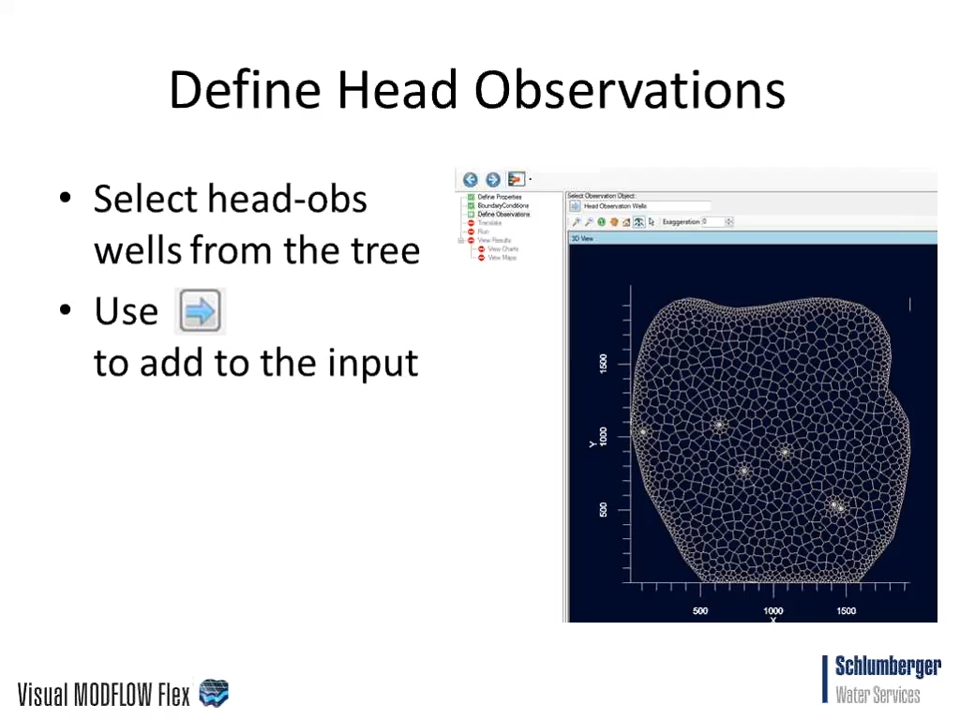 Define Head Observations
• Select head-obs
wells from the tree
• Use
to add to the input
Define Properties
BoundaryConditions
Define Observations
Translate
Run
View Results
View Charts
View Maps
Select Observation Object:
Head Observation Wells
Exaggeration 0
3D View
1500
1000
Y
500
500
1000
1500
X
Visual MODFLOW Flex
Schlumberger
Water Services